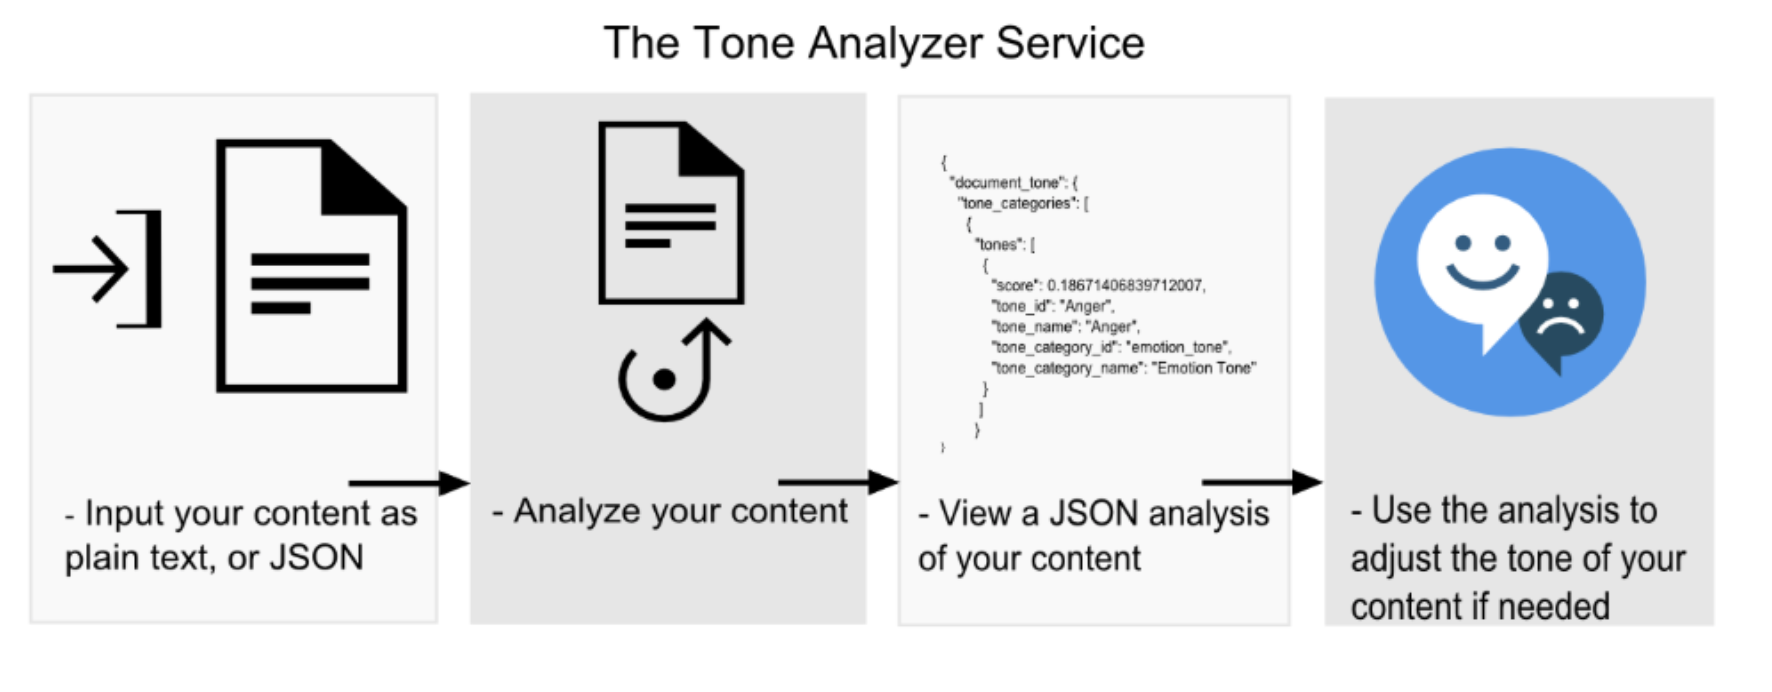 The Tone Analyzer Service
- Input your content as
plain text, or JSON
- Analyze your content
{
"document_tone": {
"tone_categories": [
{
"tones": [
{
"score": 0.18671406839712007,
"tone_id": "Anger",
"tone_name": "Anger",
"tone_category_id": "emotion_tone",
"tone_category_name": "Emotion Tone"
}
]
}
}
- View a JSON analysis
of your content
- Use the analysis to
adjust the tone of your
content if needed